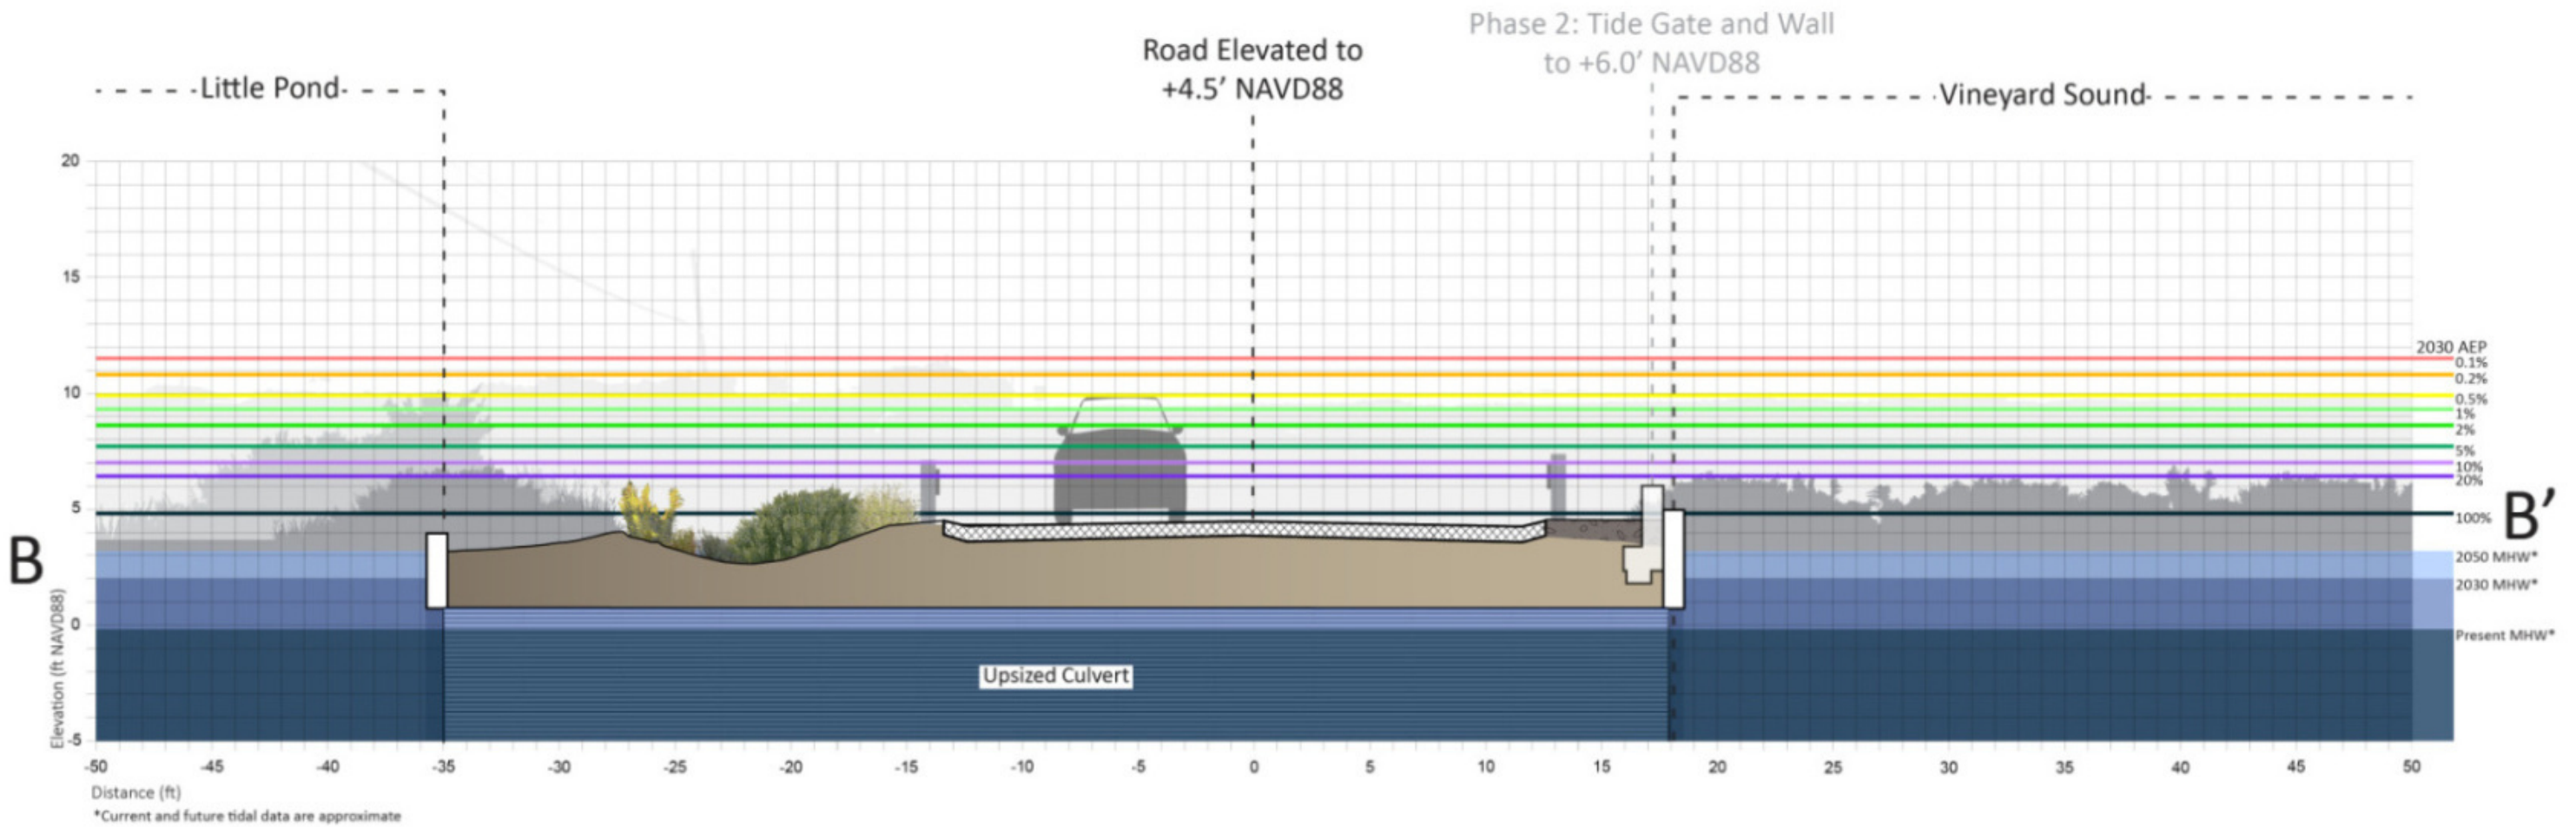 Phase 2: Tide Gate and Wall
to +6.0’ NAVD88
Road Elevated to
+4.5’ NAVD88
Little Pond
Vineyard Sound
20
15
10
5
0
-5
Elevation (ft NAVD88)
2030 AEP
0.1%
0.2%
0.5%
1%
2%
5%
10%
20%
100%
2050 MHW*
2030 MHW*
Present MHW*
B
B’
Upsized Culvert
-50 -45 -40 -35 -30 -25 -20 -15 -10 -5 0 5 10 15 20 25 30 35 40 45 50
Distance (ft)
*Current and future tidal data are approximate